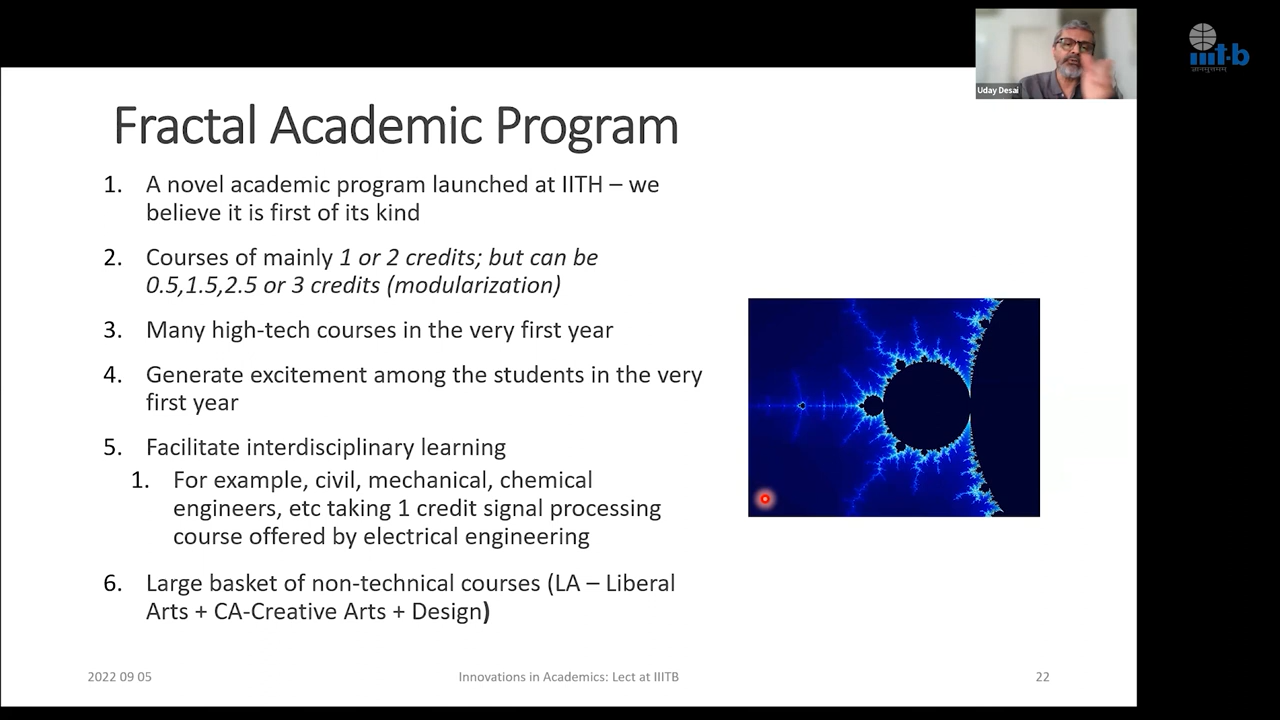 Uday Desai
iiit-b
ज्ञानमुत्तमम्
Fractal Academic Program
1. A novel academic program launched at IITH – we
believe it is first of its kind
2. Courses of mainly 1 or 2 credits; but can be
0.5,1.5,2.5 or 3 credits (modularization)
3. Many high-tech courses in the very first year
4. Generate excitement among the students in the very
first year
5. Facilitate interdisciplinary learning
1. For example, civil, mechanical, chemical
engineers, etc taking 1 credit signal processing
course offered by electrical engineering
6. Large basket of non-technical courses (LA – Liberal
Arts + CA-Creative Arts + Design)
2022 09 05
Innovations in Academics: Lect at IIITB
22